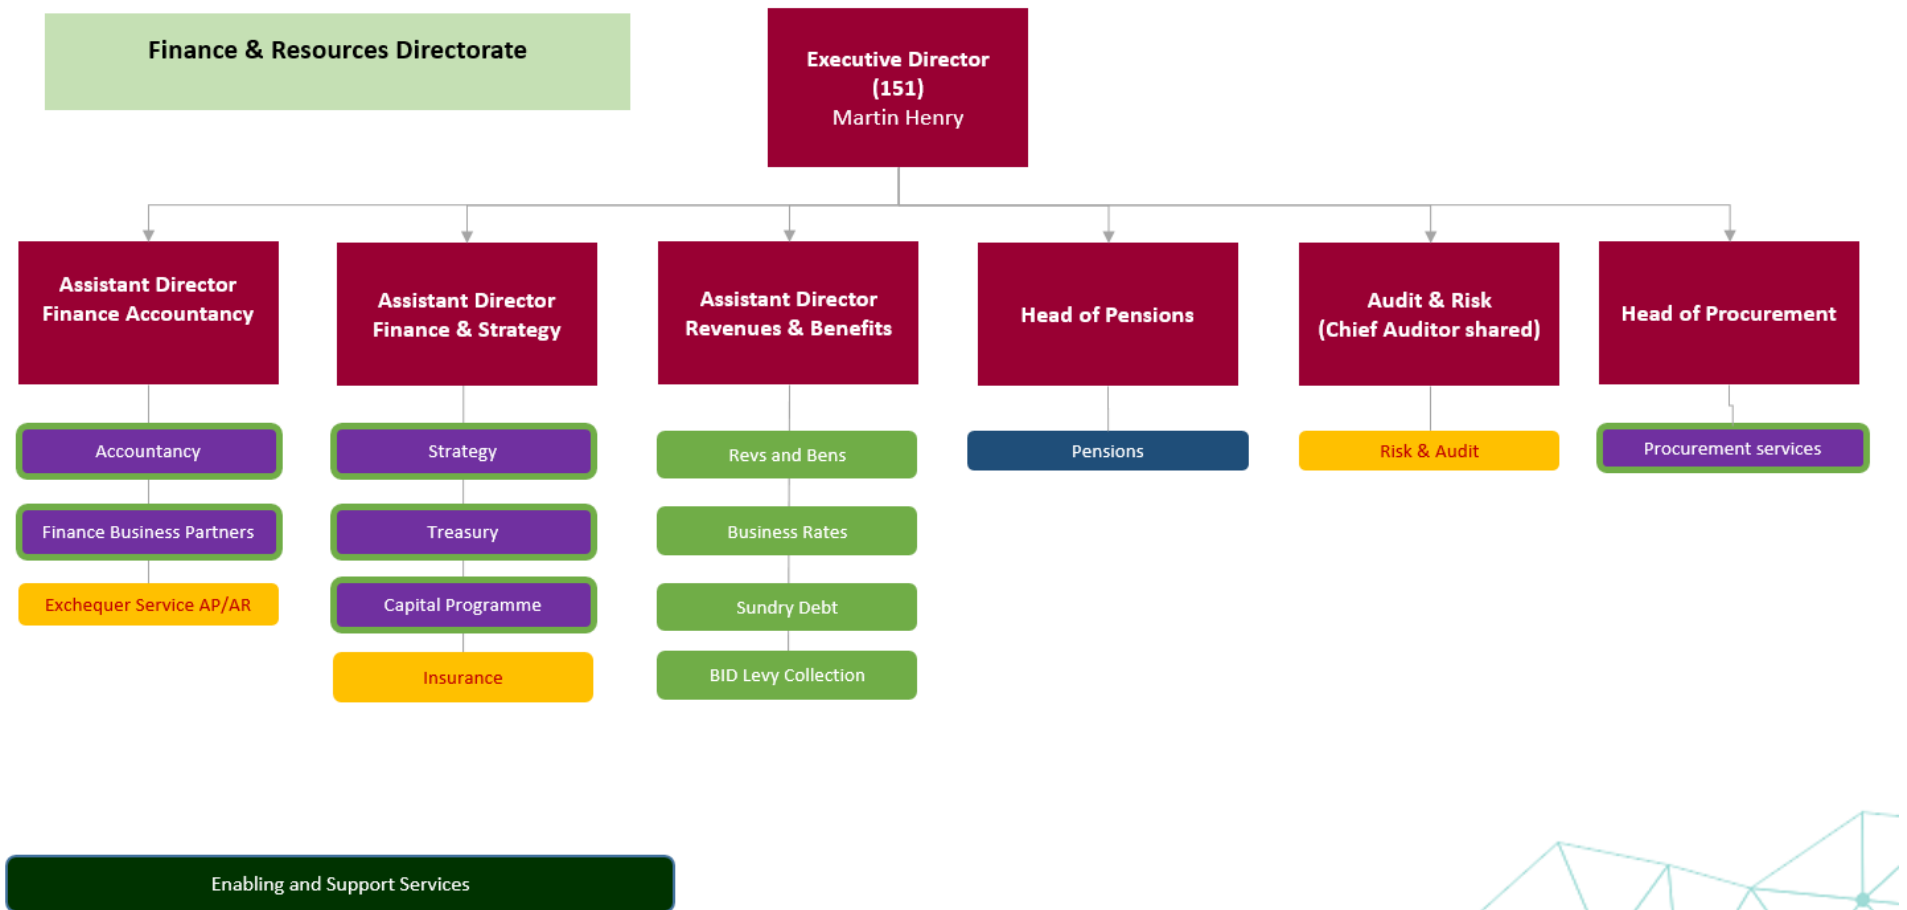 Finance & Resources Directorate
Executive Director
(151)
Martin Henry
Assistant Director
Finance Accountancy
Assistant Director
Finance & Strategy
Assistant Director
Revenues & Benefits
Head of Pensions
Audit & Risk
(Chief Auditor shared)
Head of Procurement
Accountancy
Finance Business Partners
Exchequer Service AP/AR
Strategy
Treasury
Capital Programme
Insurance
Revs and Bens
Business Rates
Sundry Debt
BID Levy Collection
Pensions
Risk & Audit
Procurement services
Enabling and Support Services